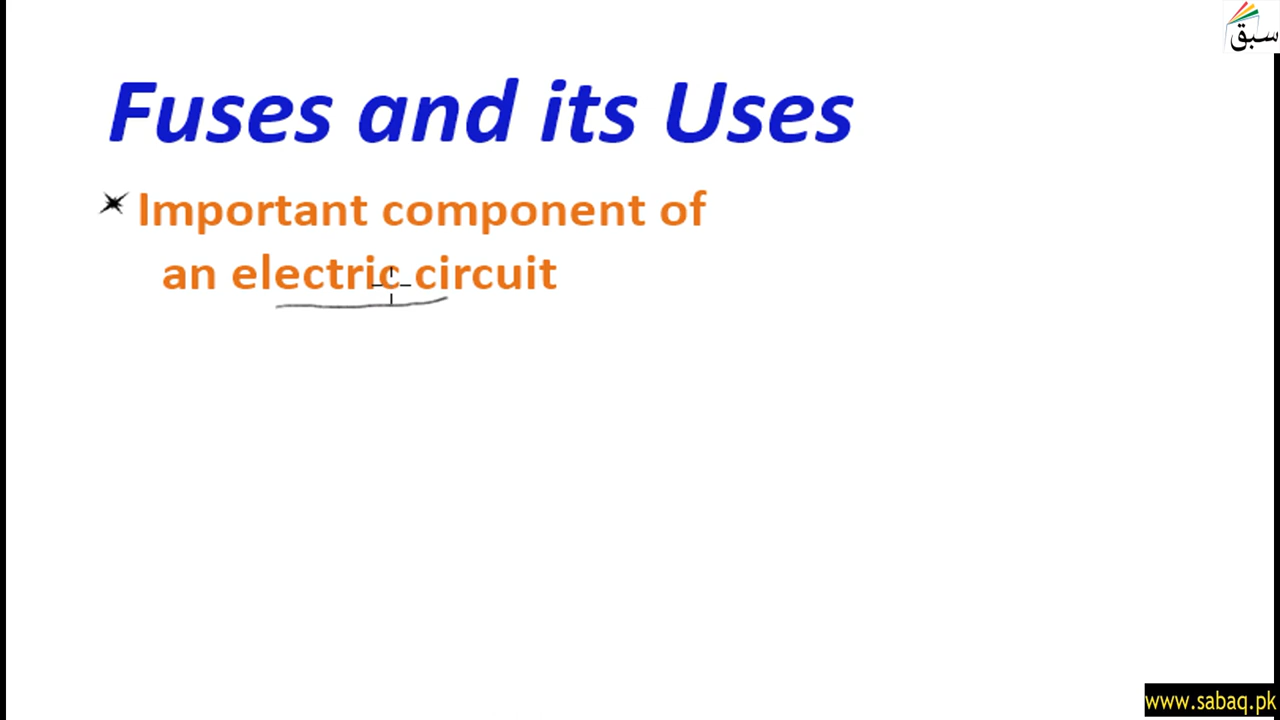 سبق
Fuses and its Uses
Important component of
an electric circuit
www.sabaq.pk